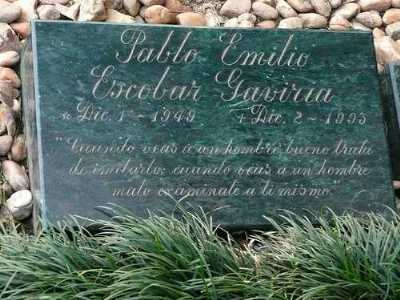 Pablo Emilio
Escobar Gaviria
☆ Dic. 1 - 1949 + Dic. 2 - 1993
"Cuando veas a un hombre bueno trata
de imitarlo; cuando veas a un hombre
malo examinate a ti mismo."